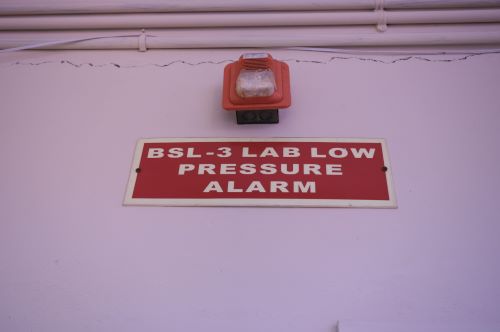 BSL-3 LAB LOW
PRESSURE
ALARM